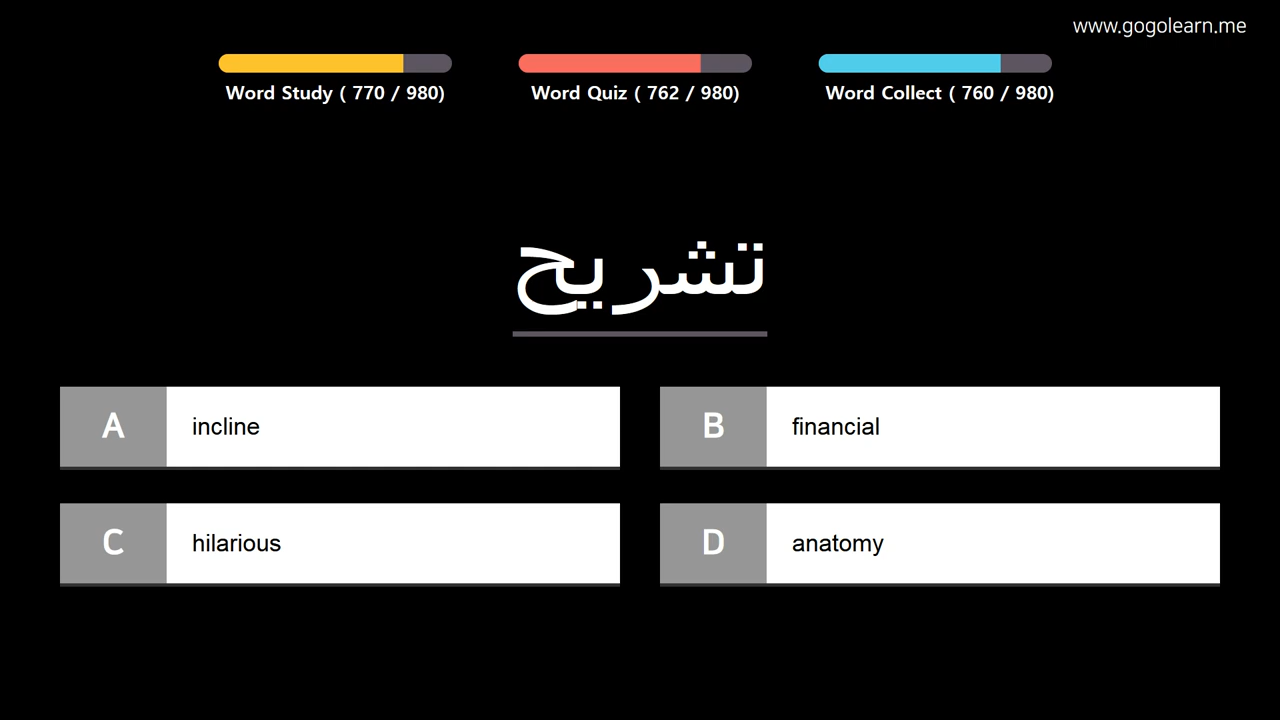 www.gogolearn.me
Word Study ( 770 / 980)
Word Quiz ( 762 / 980)
Word Collect ( 760 / 980)
تشريح
A incline
B financial
C hilarious
D anatomy